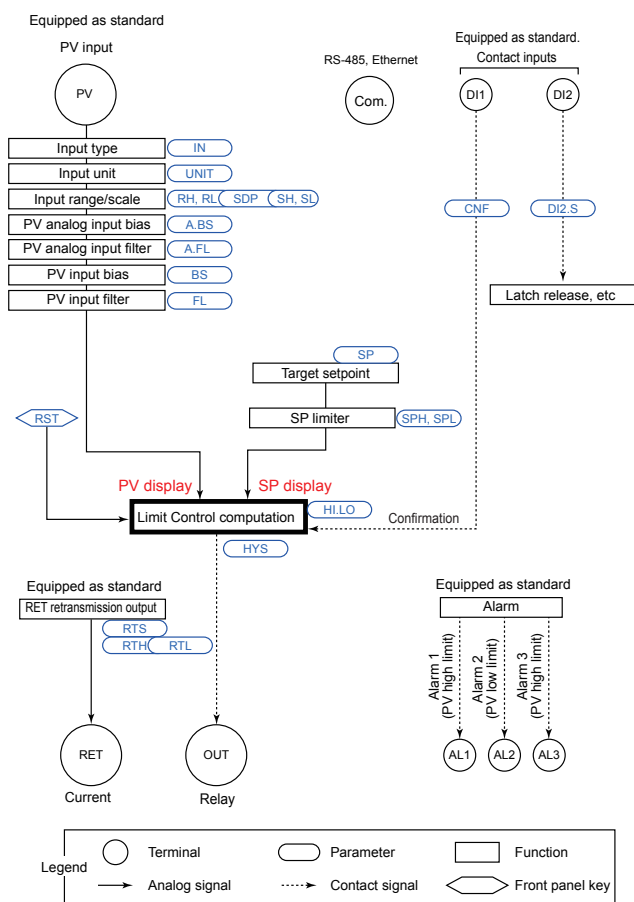 Equipped as standard
PV input
PV
RS-485, Ethernet
Com.
Equipped as standard.
Contact inputs
DI1
DI2
Input type
IN
Input unit
UNIT
Input range/scale
RH, RL
SDP
SH, SL
PV analog input bias
A.BS
PV analog input filter
A.FL
PV input bias
BS
PV input filter
FL
CNF
DI2.S
Latch release, etc
SP
Target setpoint
SP limiter
SPH, SPL
RST
PV display
SP display
Limit Control computation
HI.LO
Confirmation
HYS
Equipped as standard
RET retransmission output
RTS
RTH
RTL
RET
Current
OUT
Relay
Equipped as standard
Alarm
Alarm 1
(PV high limit)
Alarm 2
(PV low limit)
Alarm 3
(PV high limit)
AL1
AL2
AL3
Legend
Terminal
Parameter
Function
Analog signal
Contact signal
Front panel key